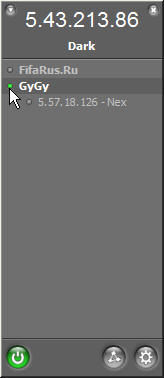 5.43.213.86
Dark
FifaRus.Ru
GyGy
5.57.18.126 - Nex